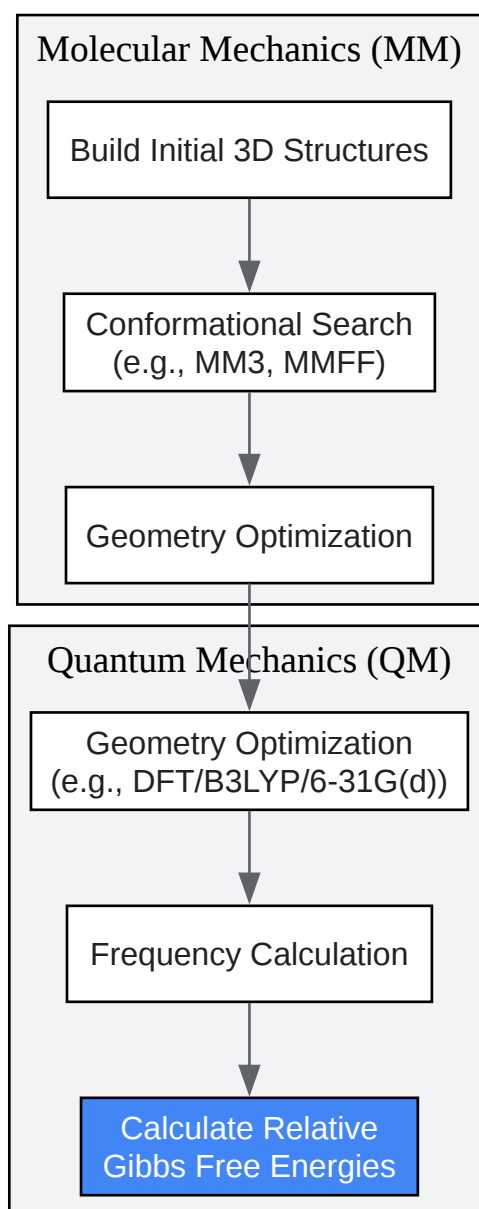 Molecular Mechanics (MM)
Build Initial 3D Structures
Conformational Search
(e.g., MM3, MMFF)
Geometry Optimization
Quantum Mechanics (QM)
Geometry Optimization
(e.g., DFT/B3LYP/6-31G(d))
Frequency Calculation
Calculate Relative
Gibbs Free Energies